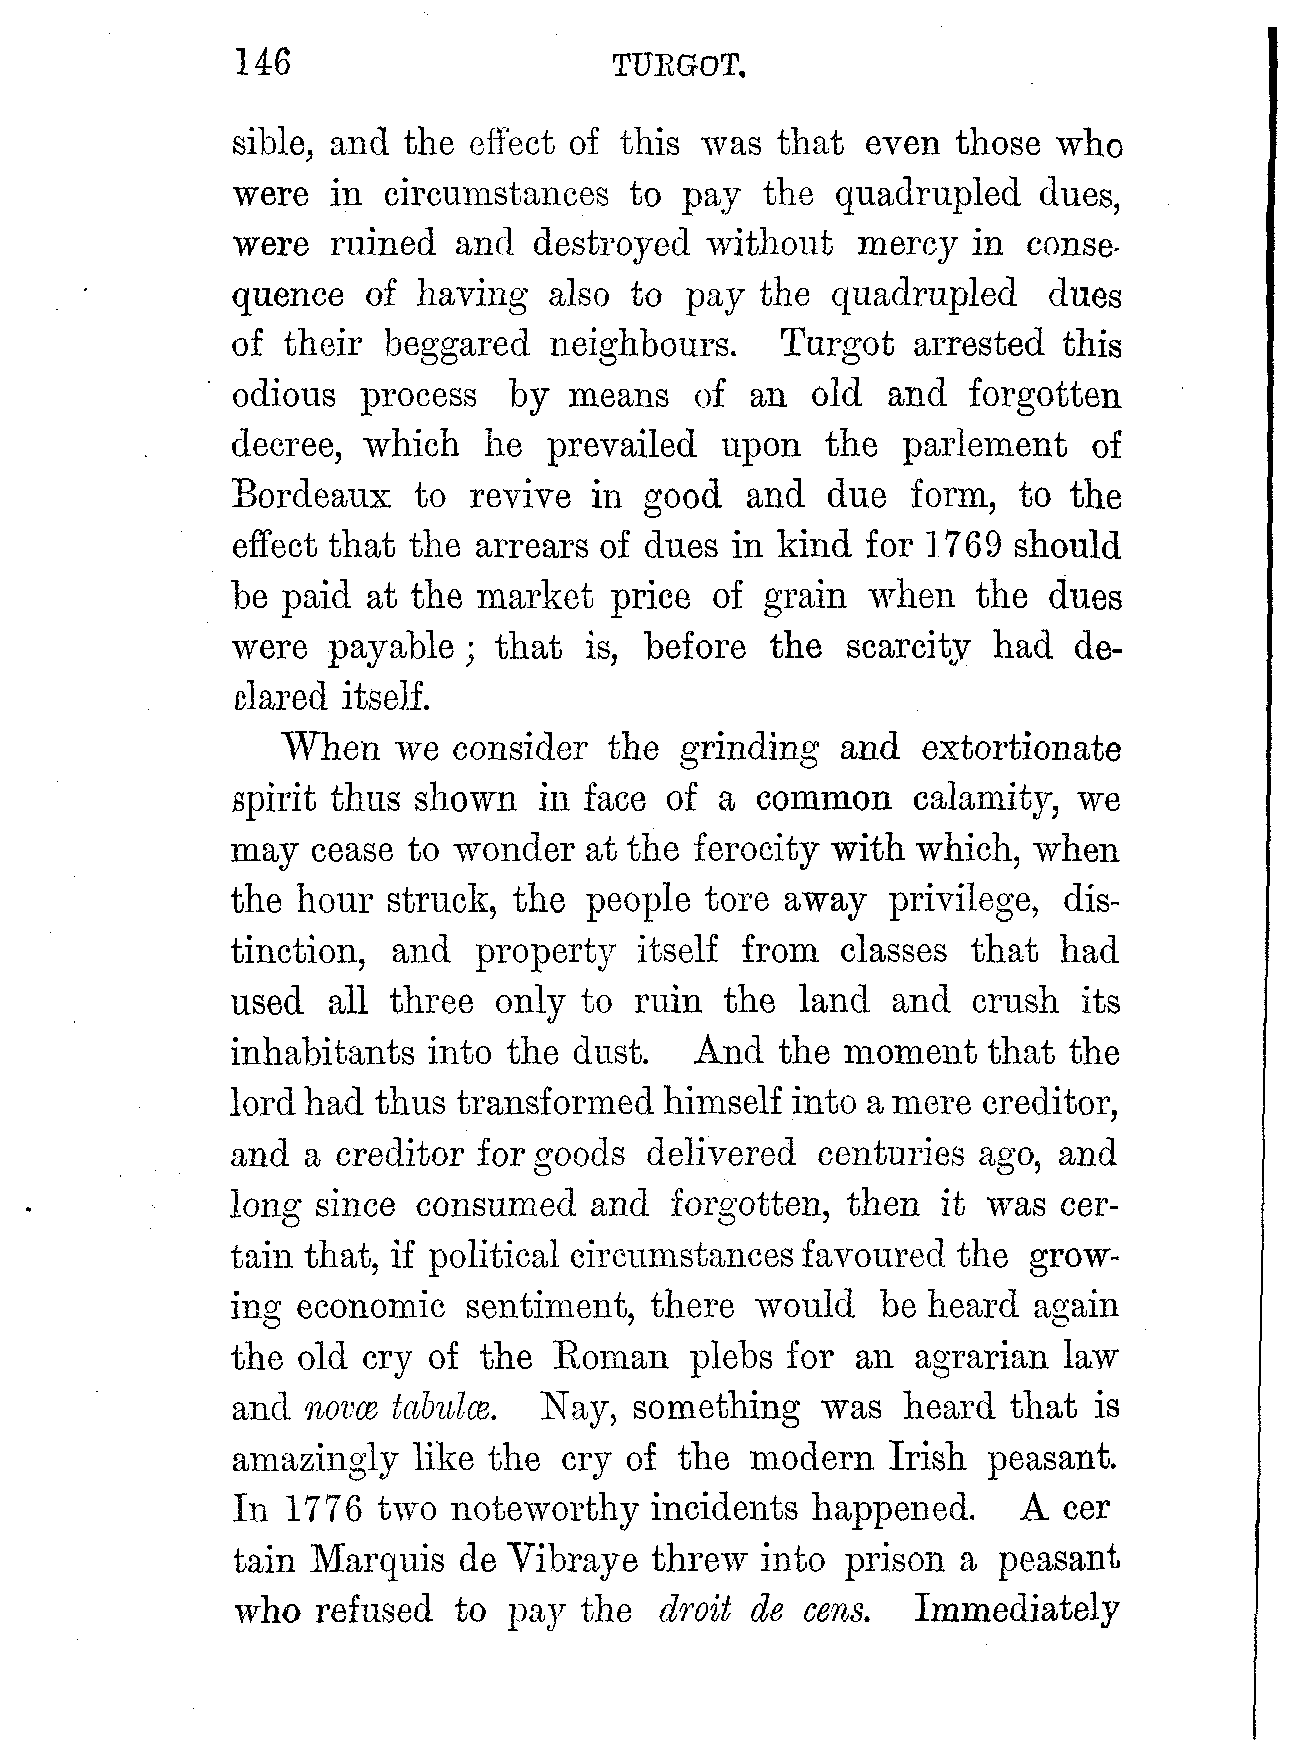 146 TURGOT.
sible, and the effect of this was that even those who
were in circumstances to pay the quadrupled dues,
were ruined and destroyed without mercy in conse-
quence of having also to pay the quadrupled dues
of their beggared neighbours. Turgot arrested this
odious process by means of an old and forgotten
decree, which he prevailed upon the parlement of
Bordeaux to revive in good and due form, to the
effect that the arrears of dues in kind for 1769 should
be paid at the market price of grain when the dues
were payable ; that is, before the scarcity had de-
clared itself.
When we consider the grinding and extortionate
spirit thus shown in face of a common calamity, we
may cease to wonder at the ferocity with which, when
the hour struck, the people tore away privilege, dis-
tinction, and property itself from classes that had
used all three only to ruin the land and crush its
inhabitants into the dust. And the moment that the
lord had thus transformed himself into a mere creditor,
and a creditor for goods delivered centuries ago, and
long since consumed and forgotten, then it was cer-
tain that, if political circumstances favoured the grow-
ing economic sentiment, there would be heard again
the old cry of the Roman plebs for an agrarian law
and novœ tabulœ. Nay, something was heard that is
amazingly like the cry of the modern Irish peasant.
In 1776 two noteworthy incidents happened. A cer
tain Marquis de Vibraye threw into prison a peasant
who refused to pay the droit de cens. Immediately